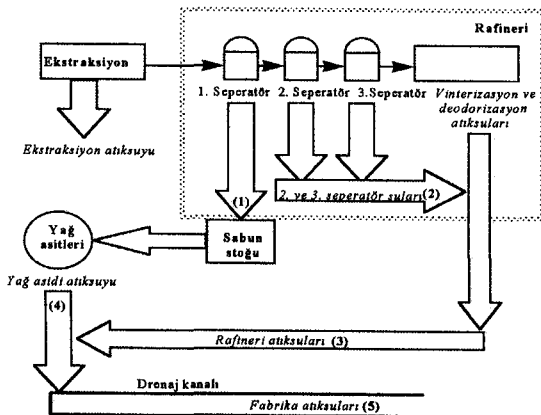 Rafineri
Ekstraksiyon
1. Seperatör 2. Seperatör 3.Seperatör
Vinterizasyon ve
deodorizasyon
atıksuları
Ekstraksiyon atıksuyu
(1)
2. ve 3. seperatör suları (2)
Yağ
asitleri
Sabun
stoğu
Yağ asidi atıksuyu
(4)
Rafineri atıksuları (3)
Drenaj kanalı
Fabrika atıksuları (5)